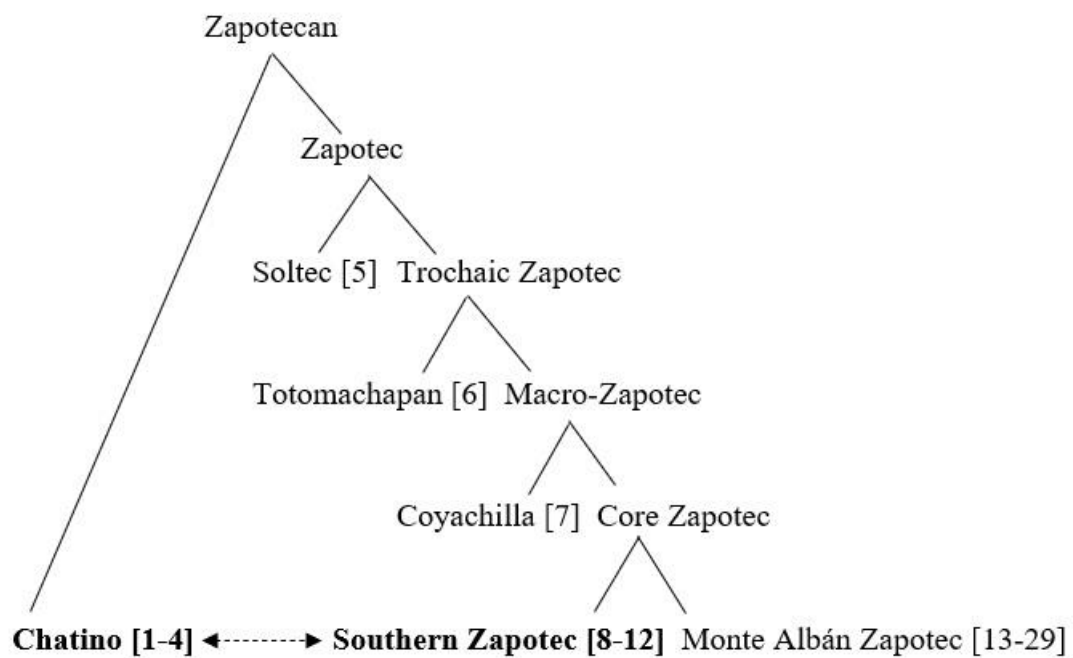 Zapotecan
Zapotec
Soltec [5] Trochaic Zapotec
Totomachapan [6] Macro-Zapotec
Coyachilla [7] Core Zapotec
Chatino [1-4] Southern Zapotec [8-12] Monte Albán Zapotec [13-29]